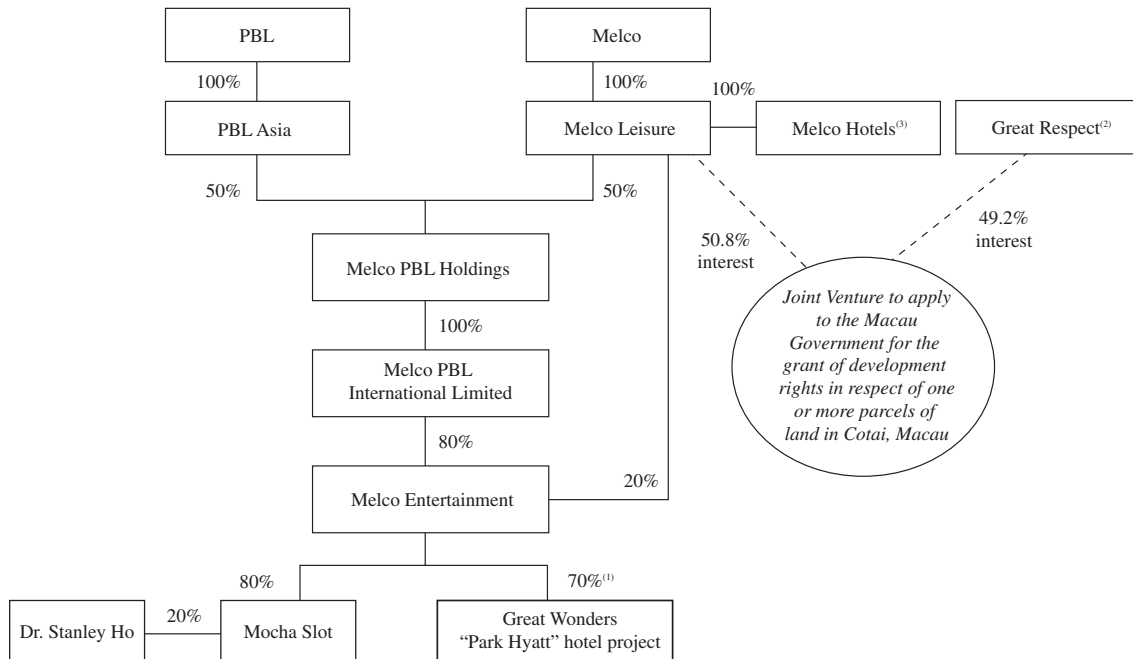 PBL
Melco
100%
100%
100%
PBL Asia
Melco Leisure
Melco Hotels(3)
Great Respect(2)
50%
50%
50.8%
interest
49.2%
interest
Melco PBL Holdings
Joint Venture to apply
to the Macau
Government for the
grant of development
rights in respect of one
or more parcels of
land in Cotai, Macau
100%
Melco PBL
International Limited
80%
20%
Melco Entertainment
80%
70%(1)
Dr. Stanley Ho
20%
Mocha Slot
Great Wonders
“Park Hyatt” hotel project